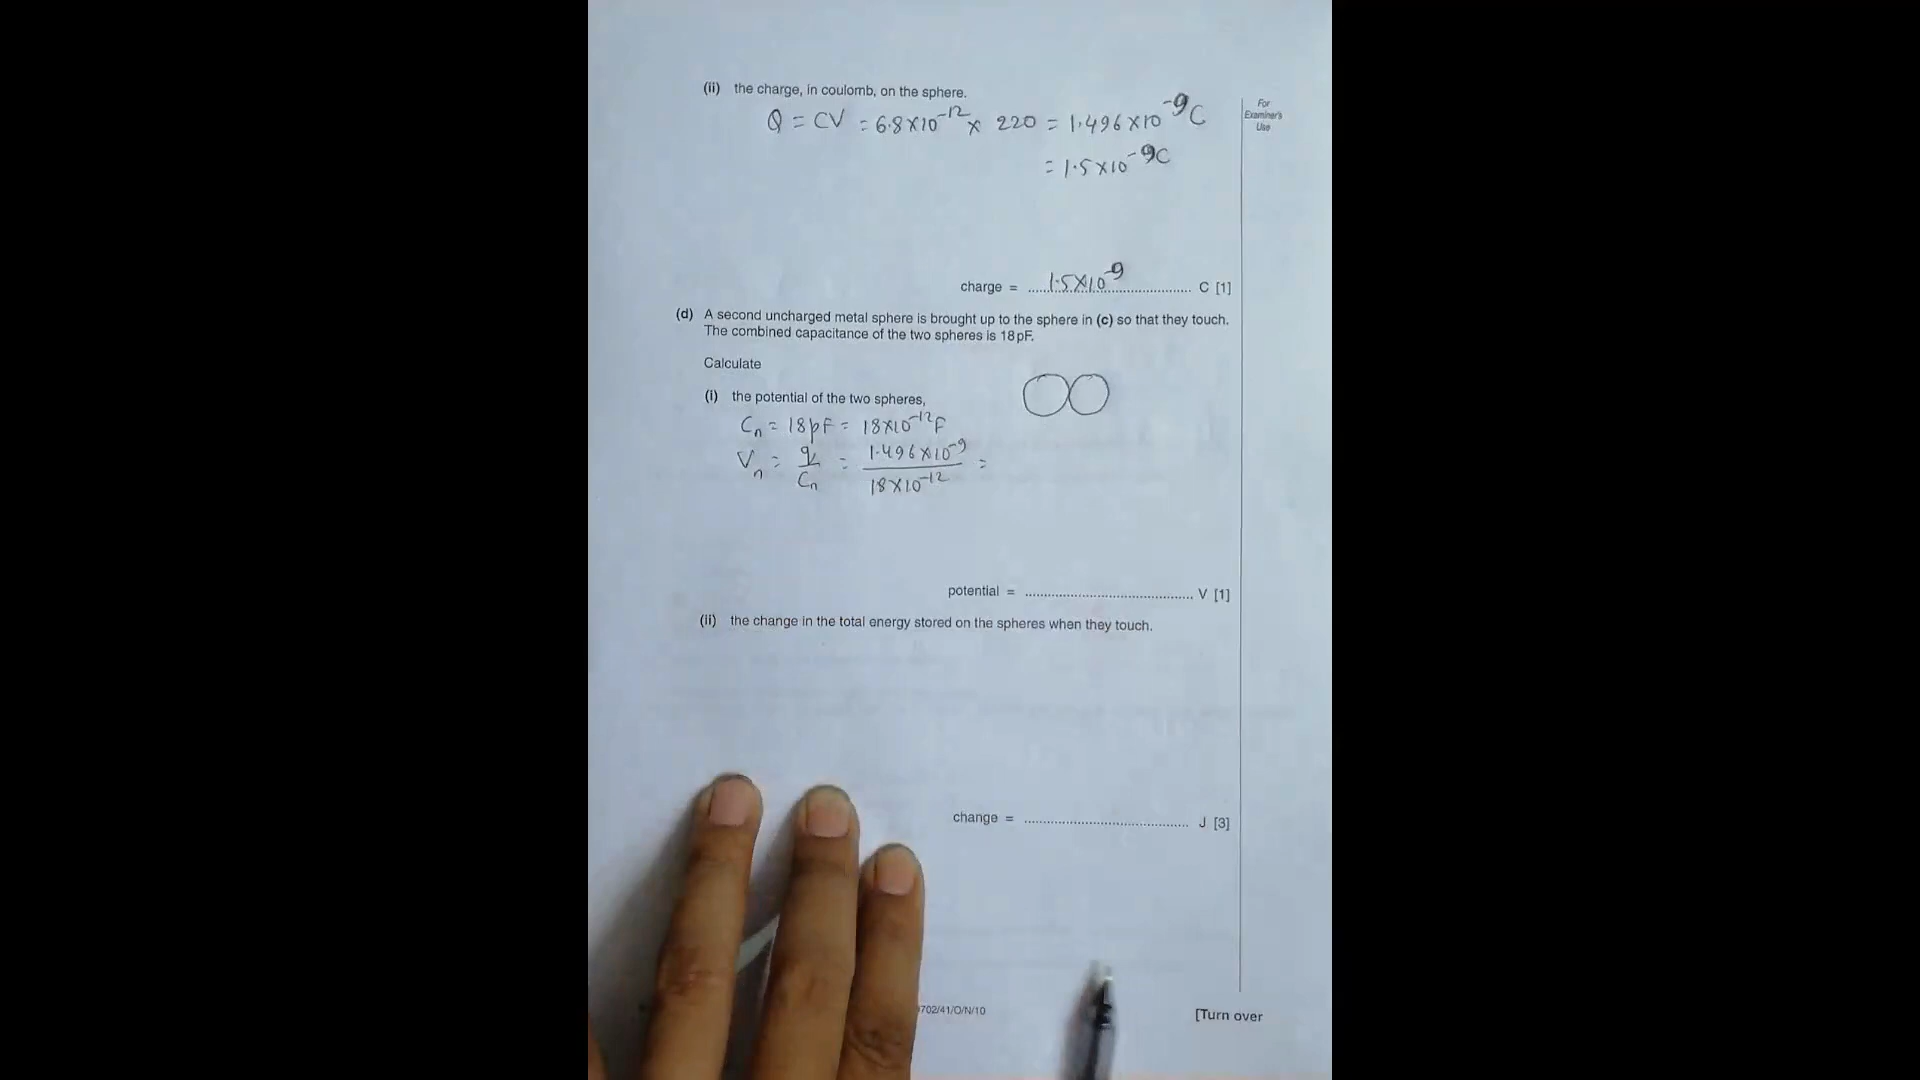 (ii) the charge, in coulomb, on the sphere.
For
Examiner's
Use
Q = CV = 6.8×10⁻¹² × 220 = 1.496×10⁻⁹C
= 1.5×10⁻⁹C
charge = 1.5×10⁻⁹ C [1]
(d) A second uncharged metal sphere is brought up to the sphere in (c) so that they touch.
The combined capacitance of the two spheres is 18pF.
Calculate
(i) the potential of the two spheres,
Cₙ = 18pF = 18×10⁻¹²F
Vₙ = q/Cₙ = 1.496×10⁻⁹/18×10⁻¹² =
potential = .......................................... V [1]
(ii) the change in the total energy stored on the spheres when they touch.
change = .......................................... J [3]
702/41/O/N/10
[Turn over